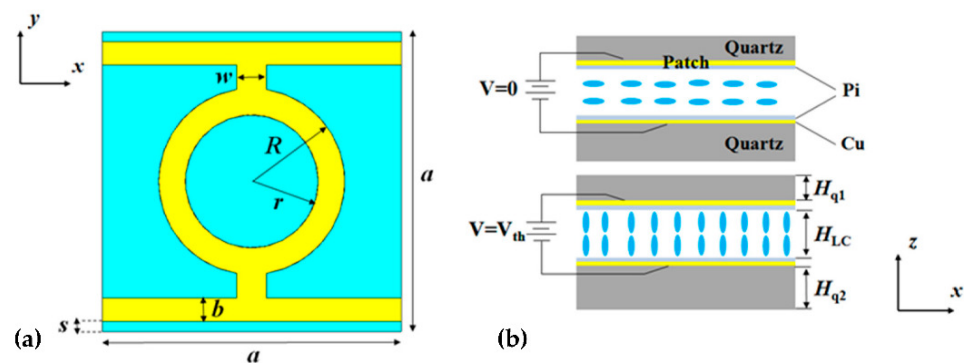 y
x
w
R
r
a
b
s
a
(a)
Quartz
Patch
V=0
Pi
Cu
Quartz
V=Vth
Hq1
HLC
Hq2
z
x
(b)